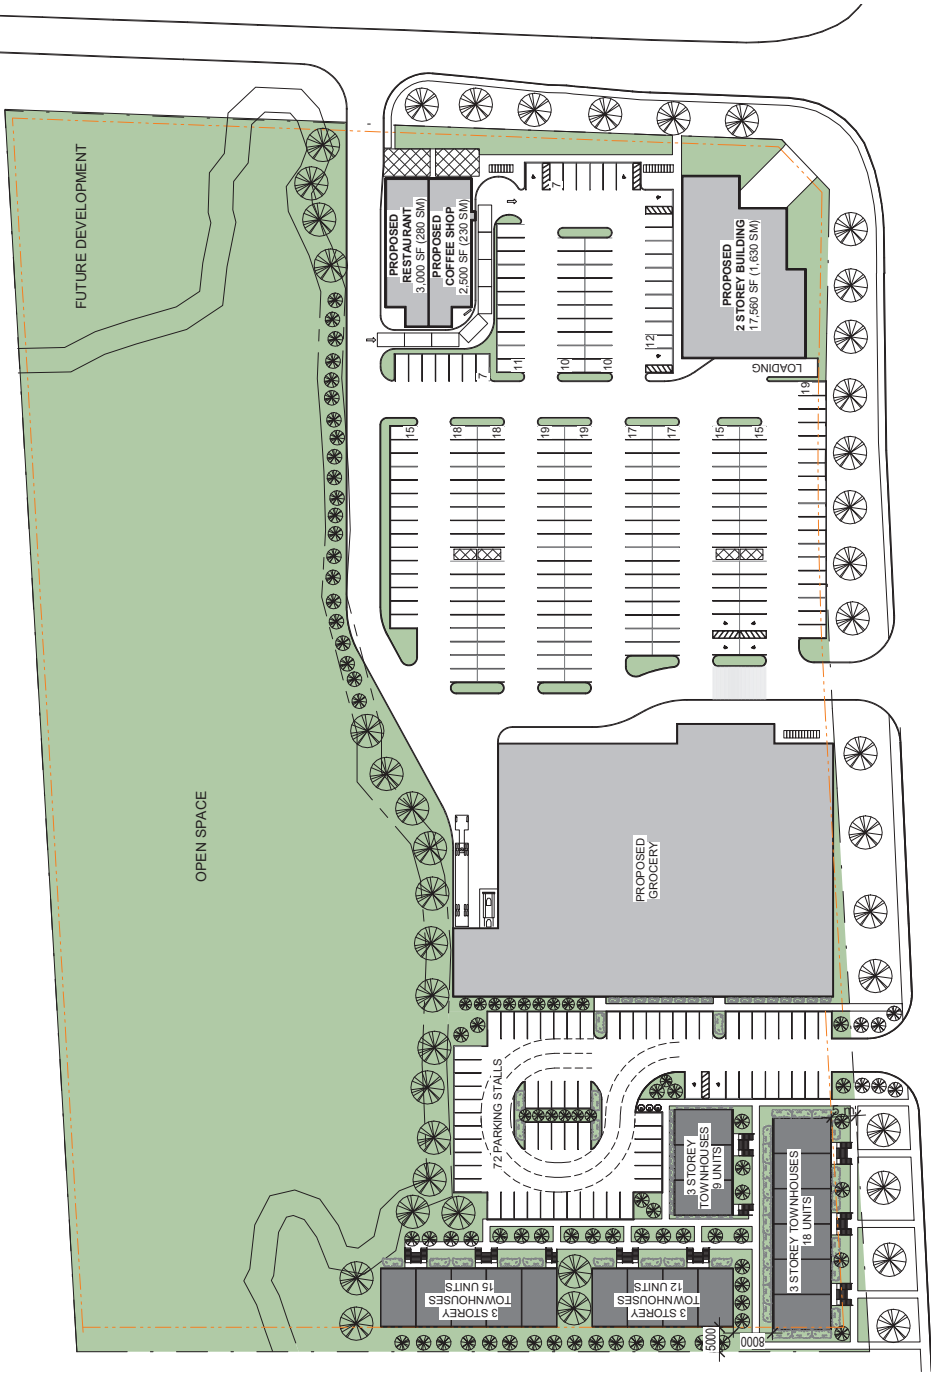 FUTURE DEVELOPMENT
PROPOSED
RESTAURANT
3,000 SF (280 SM)
PROPOSED
COFFEE SHOP
2,500 SF (230 SM)
7
PROPOSED
2 STOREY BUILDING
17,560 SF (1,630 SM)
LOADING
7
11
10
10
12
19
15
18
18
19
19
17
17
15
15
OPEN SPACE
PROPOSED
GROCERY
72 PARKING STALLS
3 STOREY
TOWNHOUSES
9 UNITS
3 STOREY TOWNHOUSES
18 UNITS
3 STOREY
TOWNHOUSES
15 UNITS
3 STOREY
TOWNHOUSES
12 UNITS
5000
8000